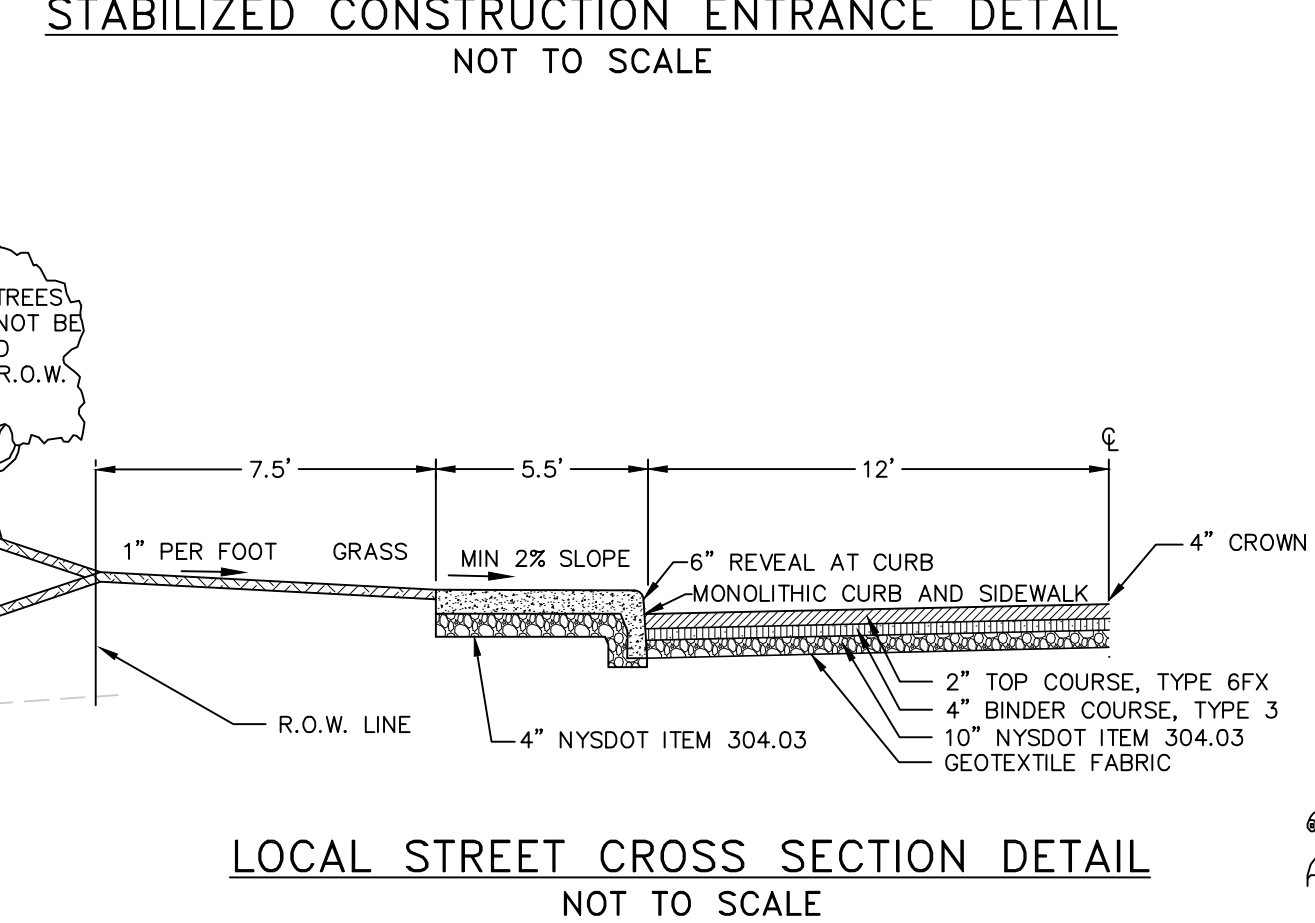 STABILIZED CONSTRUCTION ENTRANCE DETAIL
NOT TO SCALE
TREES
NOT BE
R.O.W.
℄
7.5'
5.5'
12'
4" CROWN
1" PER FOOT
GRASS
MIN 2% SLOPE
6" REVEAL AT CURB
MONOLITHIC CURB AND SIDEWALK
2" TOP COURSE, TYPE 6FX
4" BINDER COURSE, TYPE 3
10" NYSDOT ITEM 304.03
GEOTEXTILE FABRIC
R.O.W. LINE
4" NYSDOT ITEM 304.03
LOCAL STREET CROSS SECTION DETAIL
NOT TO SCALE